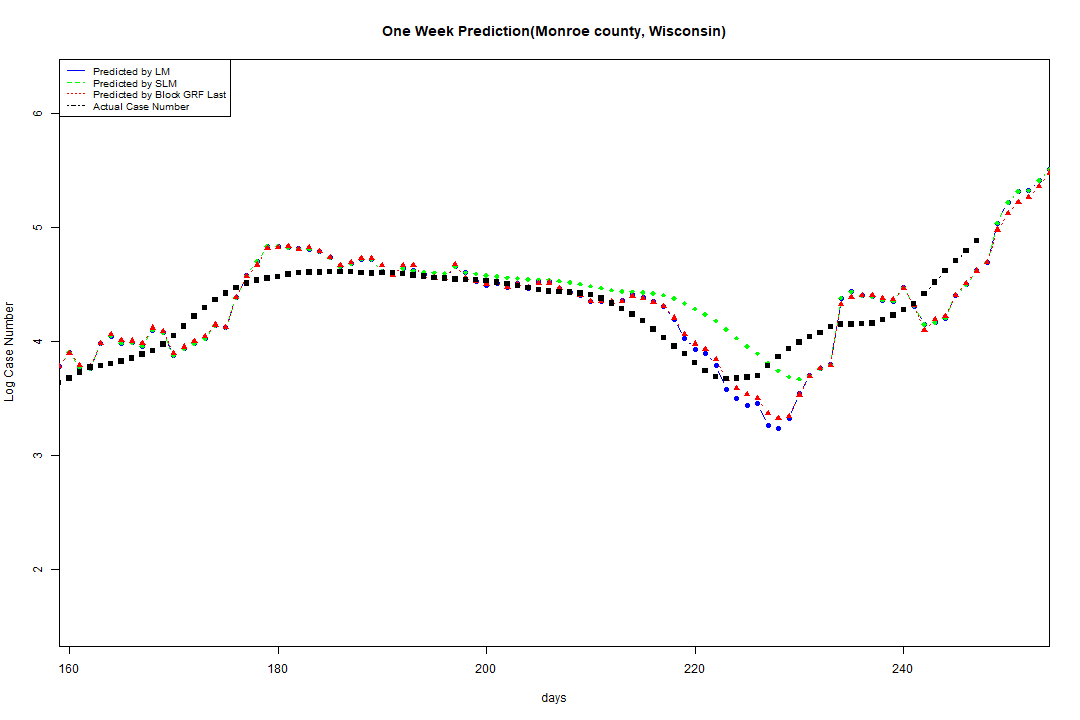 One Week Prediction(Monroe county, Wisconsin)
Predicted by LM
Predicted by SLM
Predicted by Block GRF Last
Actual Case Number
6
5
4
3
2
Log Case Number
160 180 200 220 240
days